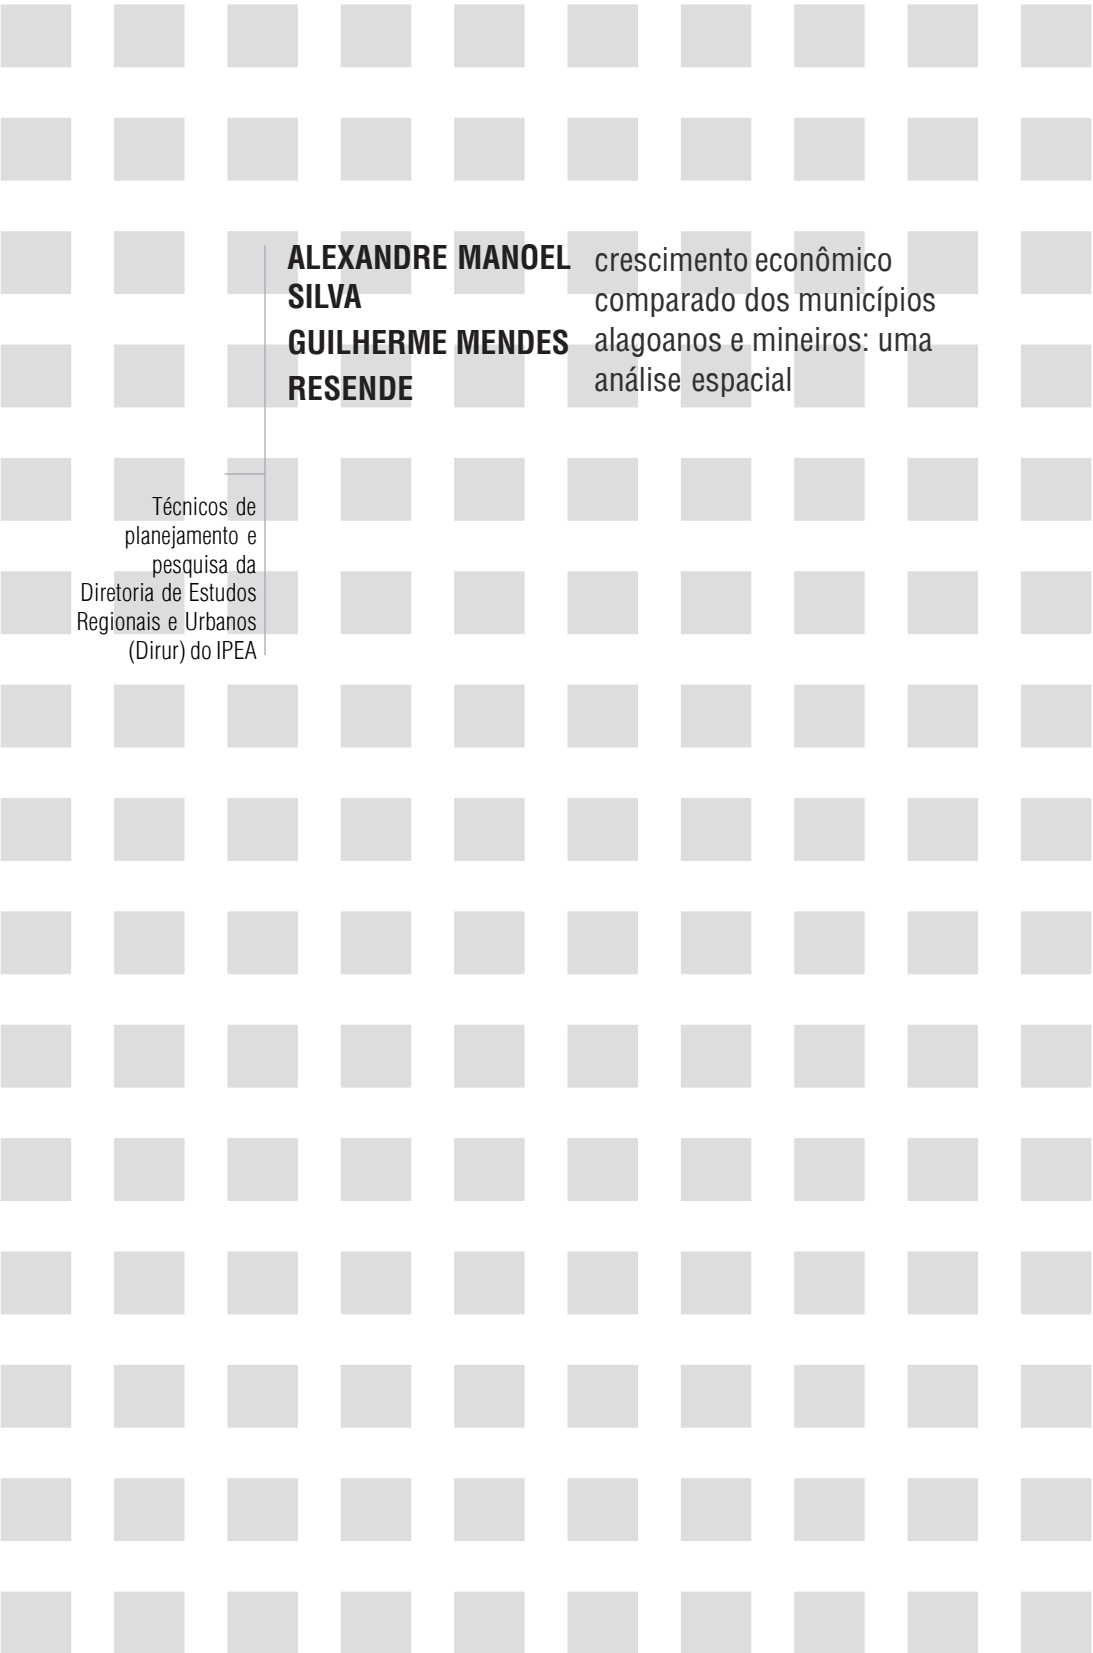 ALEXANDRE MANOEL
SILVA
GUILHERME MENDES
RESENDE
crescimento econômico
comparado dos municípios
alagoanos e mineiros: uma
análise espacial
Técnicos de
planejamento e
pesquisa da
Diretoria de Estudos
Regionais e Urbanos
(Dirur) do IPEA